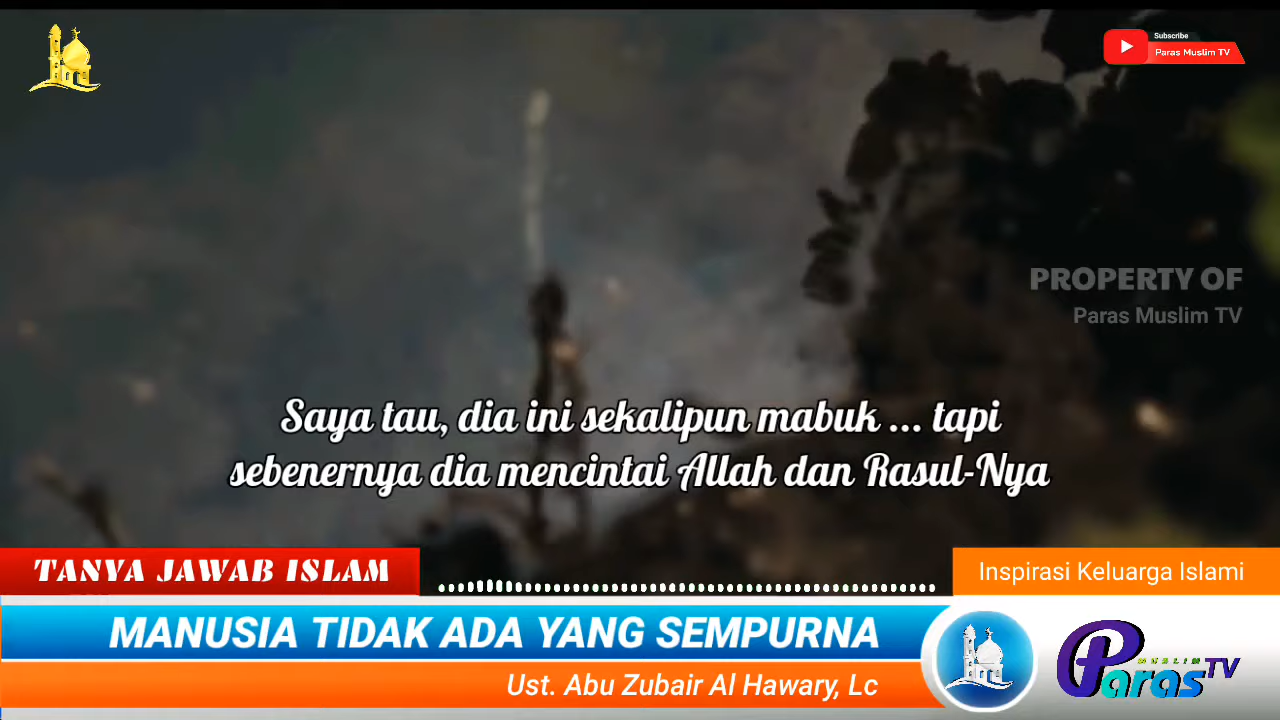 Subscribe
Paras Muslim TV
PROPERTY OF
Paras Muslim TV
Saya tau, dia ini sekalipun mabuk ... tapi
sebenernya dia mencintai Allah dan Rasul-Nya
TANYA JAWAB ISLAM
Inspirasi Keluarga Islami
MANUSIA TIDAK ADA YANG SEMPURNA
Ust. Abu Zubair Al Hawary, Lc
MUSLIM
Paras TV